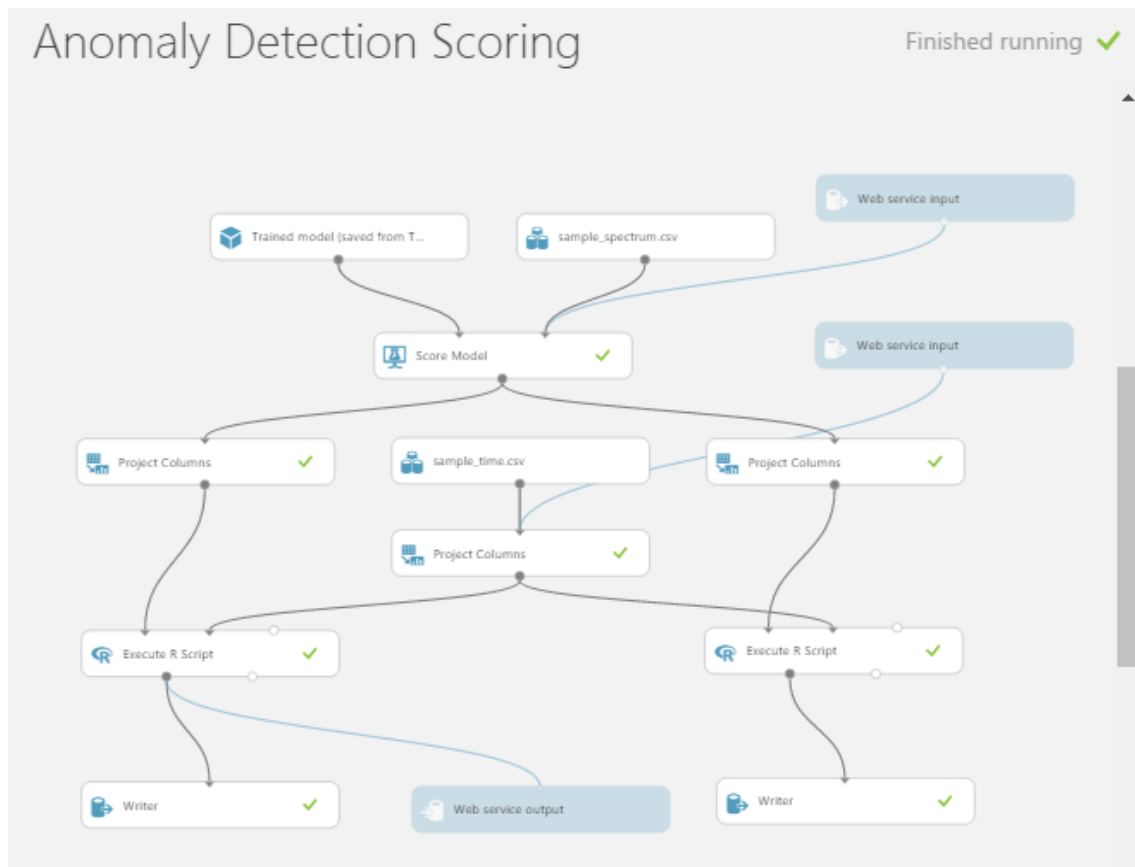 Anomaly Detection Scoring
Finished running
Web service input
Trained model (saved from T...
sample_spectrum.csv
Score Model
Web service input
Project Columns
sample_time.csv
Project Columns
Project Columns
Execute R Script
Execute R Script
Writer
Web service output
Writer